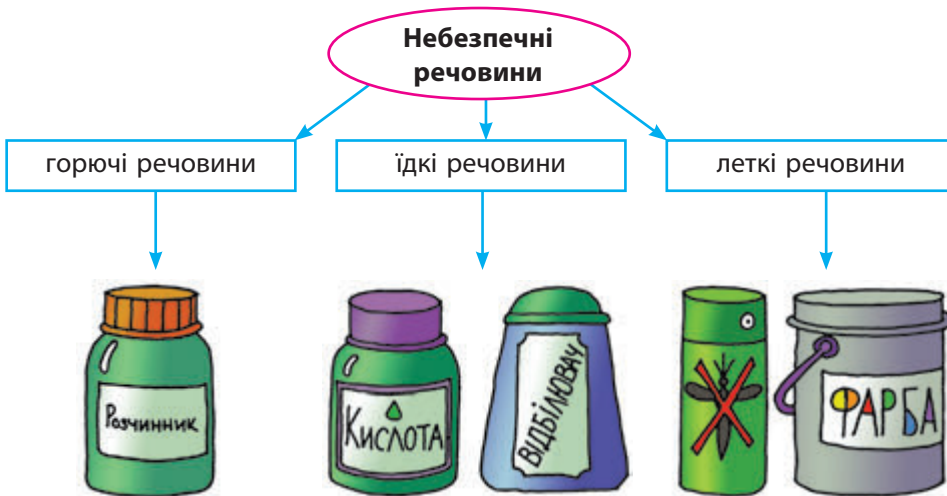 Небезпечні
речовини
горючі речовини
їдкі речовини
леткі речовини
Розчинник
КИСЛОТА
ВІДБІЛЮВАЧ
ФАРБА